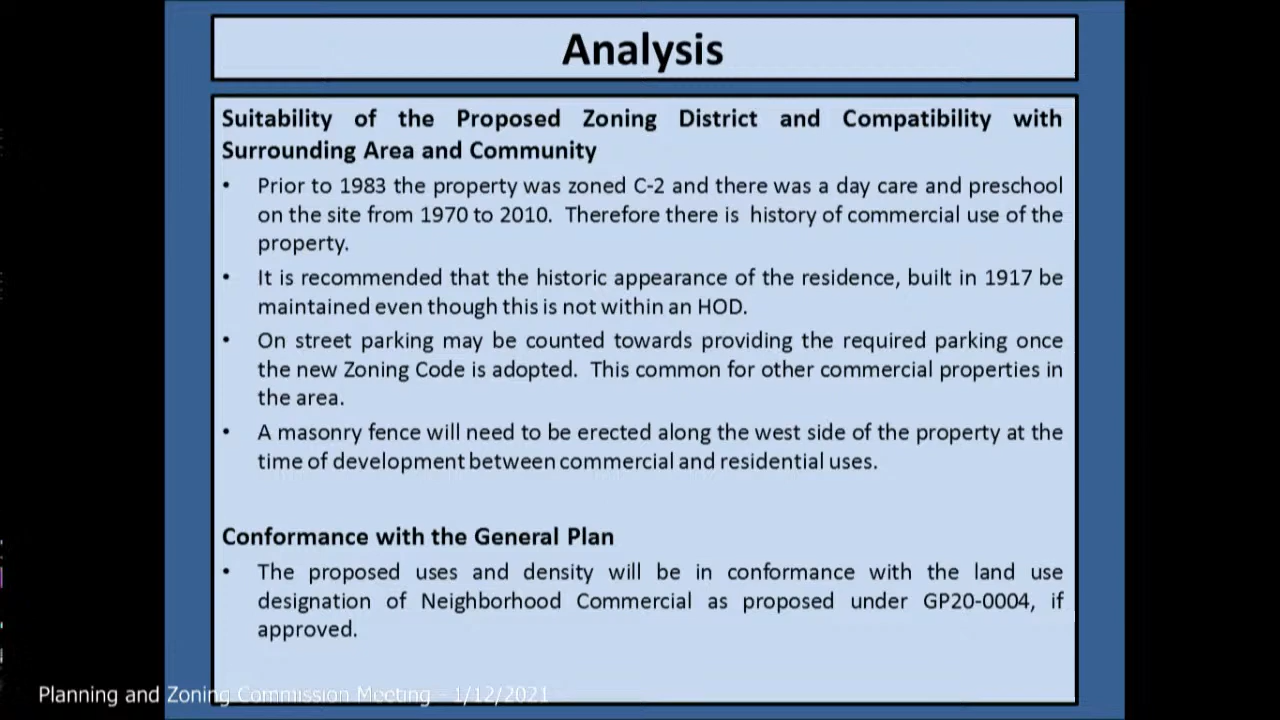 Analysis
Suitability of the Proposed Zoning District and Compatibility with
Surrounding Area and Community
• Prior to 1983 the property was zoned C-2 and there was a day care and preschool
on the site from 1970 to 2010. Therefore there is history of commercial use of the
property.
• It is recommended that the historic appearance of the residence, built in 1917 be
maintained even though this is not within an HOD.
• On street parking may be counted towards providing the required parking once
the new Zoning Code is adopted. This common for other commercial properties in
the area.
• A masonry fence will need to be erected along the west side of the property at the
time of development between commercial and residential uses.
Conformance with the General Plan
• The proposed uses and density will be in conformance with the land use
designation of Neighborhood Commercial as proposed under GP20-0004, if
approved.
Planning and Zoning Commission Meeting - 1/12/2021